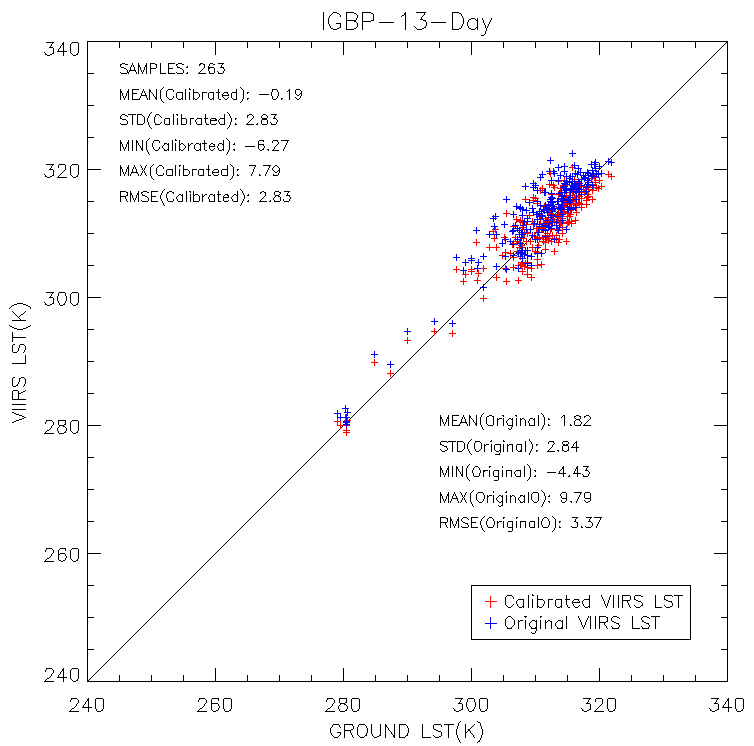 IGBP-13-Day
340
320
300
280
260
240
VIIRS LST(K)
SAMPLES: 263
MEAN(Calibrated): -0.19
STD(Calibrated): 2.83
MIN(Calibrated): -6.27
MAX(Calibrated): 7.79
RMSE(Calibrated): 2.83
MEAN(Original): 1.82
STD(Original): 2.84
MIN(Original): -4.43
MAX(OriginalO): 9.79
RMSE(OriginalO): 3.37
Calibrated VIIRS LST
Original VIIRS LST
240 260 280 300 320 340
GROUND LST(K)